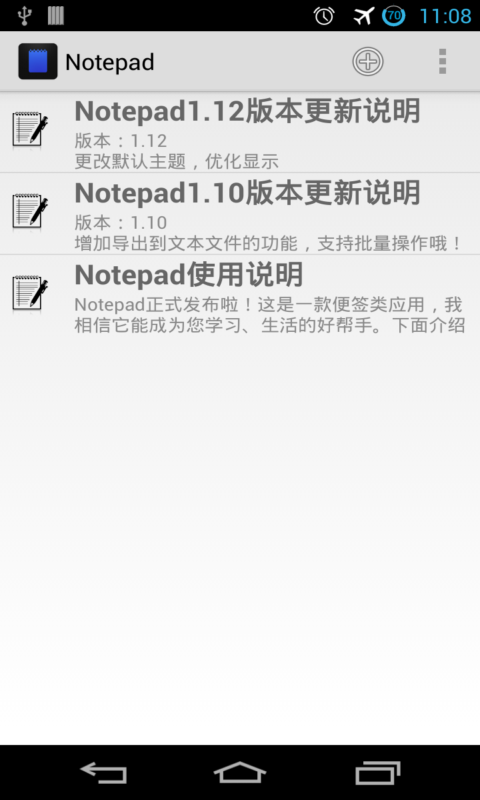 70 11:08
Notepad
Notepad1.12版本更新说明
版本：1.12
更改默认主题，优化显示
Notepad1.10版本更新说明
版本：1.10
增加导出到文本文件的功能，支持批量操作哦！
Notepad使用说明
Notepad正式发布啦！这是一款便签类应用，我
相信它能成为您学习、生活的好帮手。下面介绍